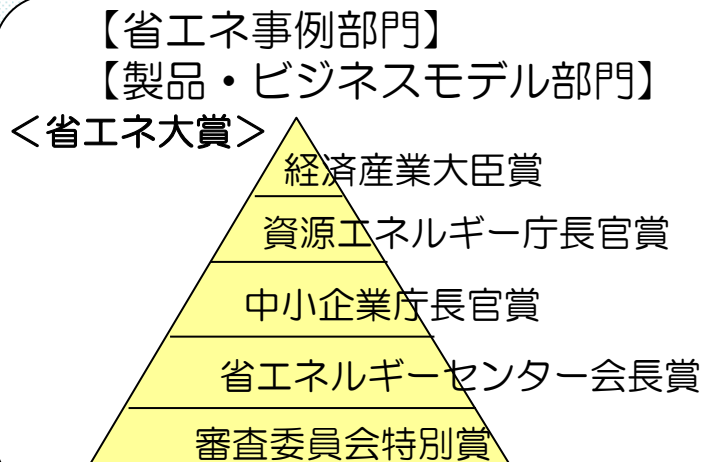 【省エネ事例部門】
【製品・ビジネスモデル部門】
＜省エネ大賞＞
経済産業大臣賞
資源エネルギー庁長官賞
中小企業庁長官賞
省エネルギーセンター会長賞
審査委員会特別賞